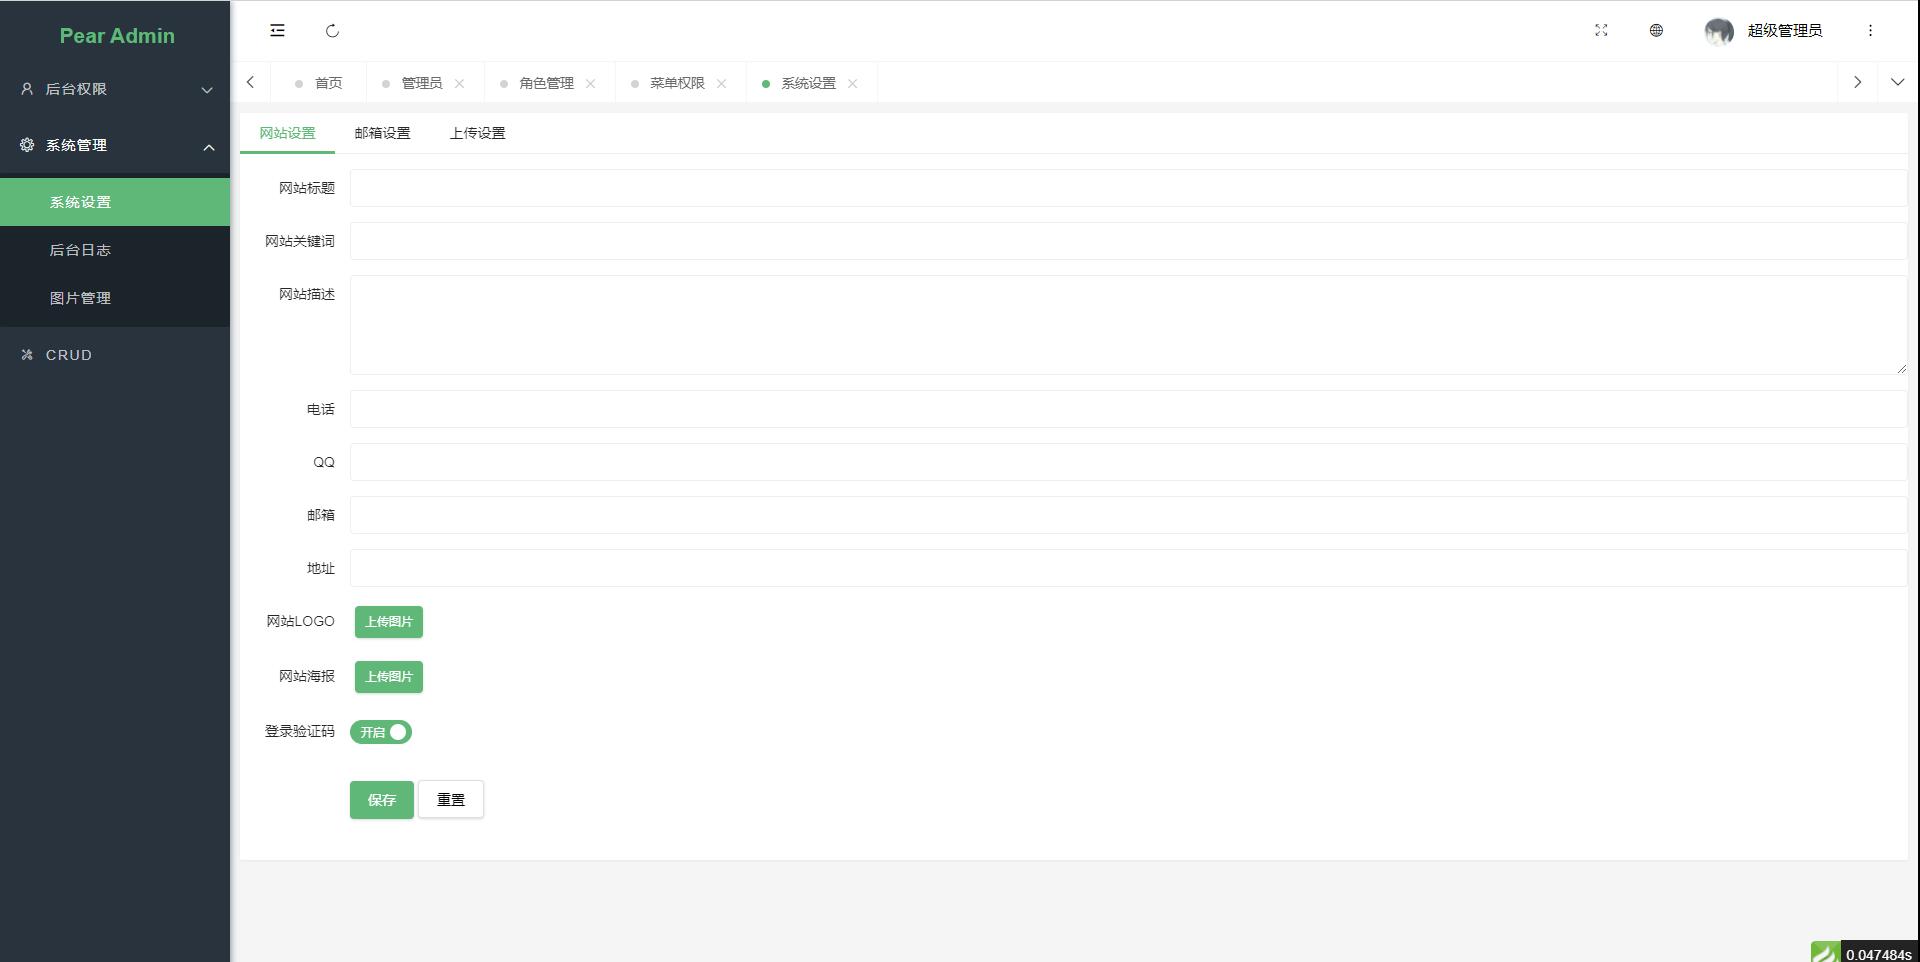 Pear Admin
后台权限
系统管理
系统设置
后台日志
图片管理
CRUD
超级管理员
首页 管理员 角色管理 菜单权限 系统设置
网站设置 邮箱设置 上传设置
网站标题
网站关键词
网站描述
电话
QQ
邮箱
地址
网站LOGO 上传图片
网站海报 上传图片
登录验证码 开启
保存 重置
0.047484s